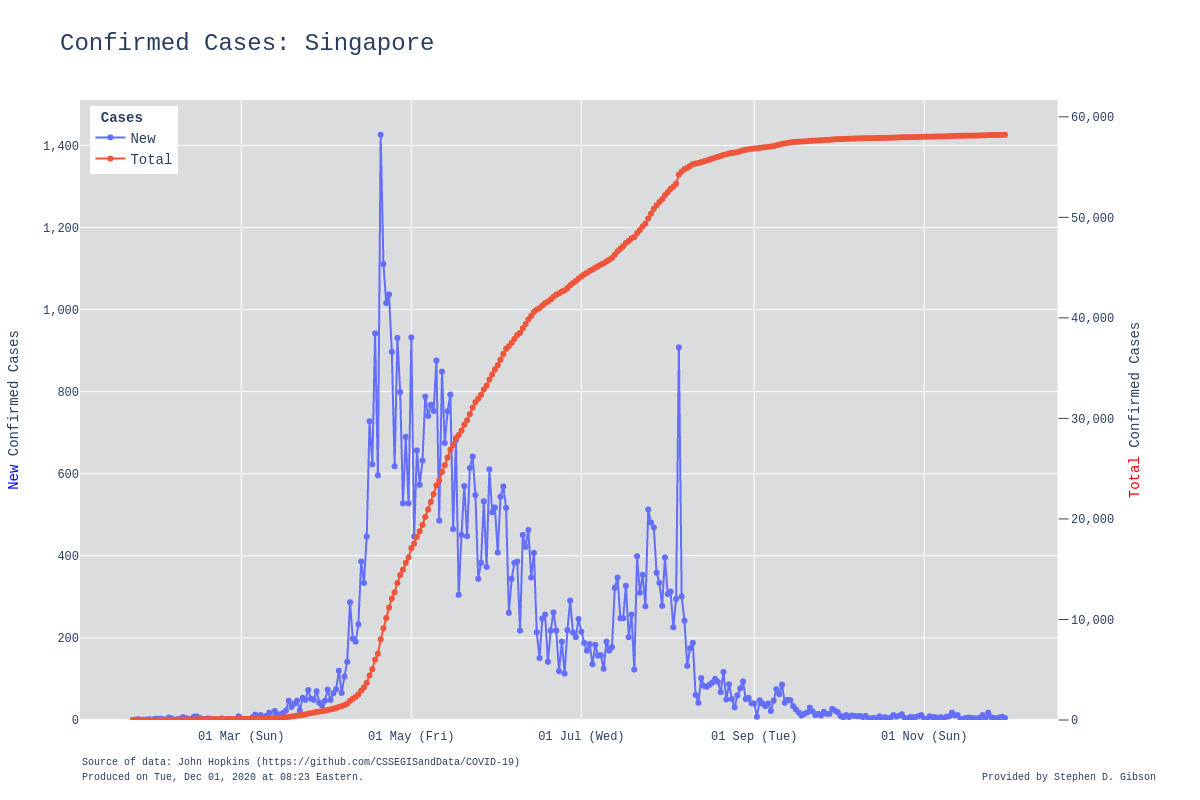 Confirmed Cases: Singapore
Cases
New
Total
1,400
1,200
1,000
800
600
400
200
0
60,000
50,000
40,000
30,000
20,000
10,000
0
New Confirmed Cases
Total Confirmed Cases
01 Mar (Sun)
01 May (Fri)
01 Jul (Wed)
01 Sep (Tue)
01 Nov (Sun)
Source of data: John Hopkins (https://github.com/CSSEGISandData/COVID-19)
Produced on Tue, Dec 01, 2020 at 08:23 Eastern.
Provided by Stephen D. Gibson